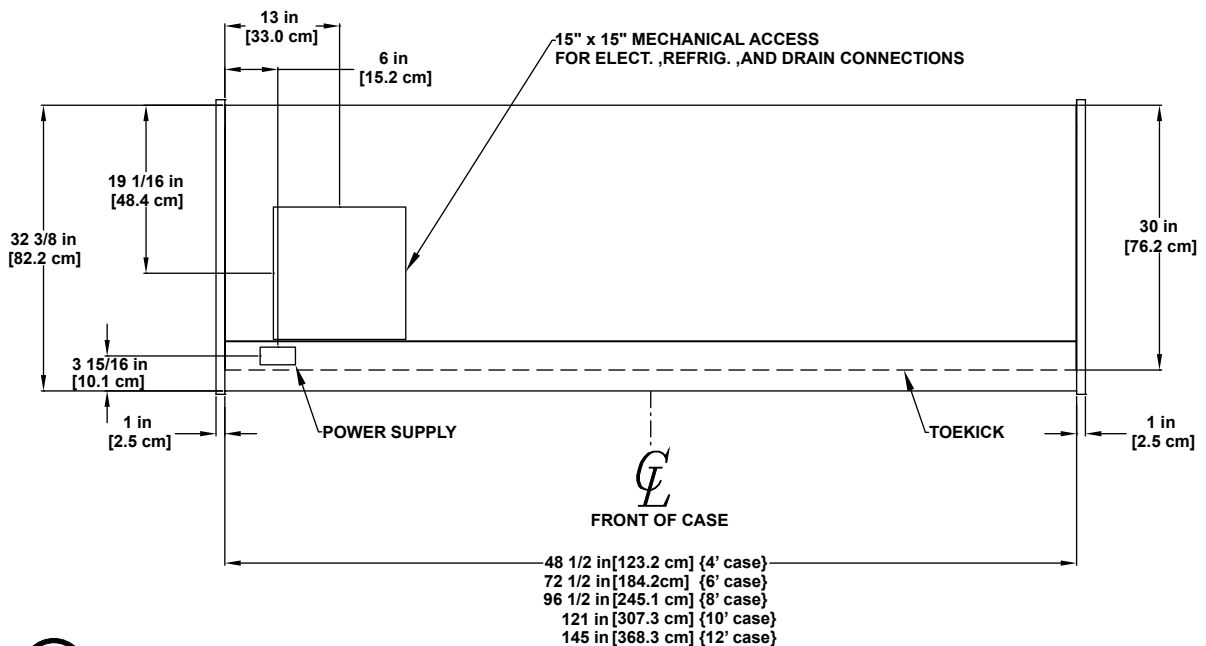 13 in
[33.0 cm]
15" x 15" MECHANICAL ACCESS
FOR ELECT. ,REFRIG. ,AND DRAIN CONNECTIONS
6 in
[15.2 cm]
19 1/16 in
[48.4 cm]
32 3/8 in
[82.2 cm]
30 in
[76.2 cm]
3 15/16 in
[10.1 cm]
1 in
[2.5 cm]
POWER SUPPLY
TOEKICK
1 in
[2.5 cm]
CL
FRONT OF CASE
48 1/2 in[123.2 cm] {4’ case}
72 1/2 in[184.2cm] {6’ case}
96 1/2 in[245.1 cm] {8’ case}
121 in [307.3 cm] {10’ case}
145 in [368.3 cm] {12’ case}